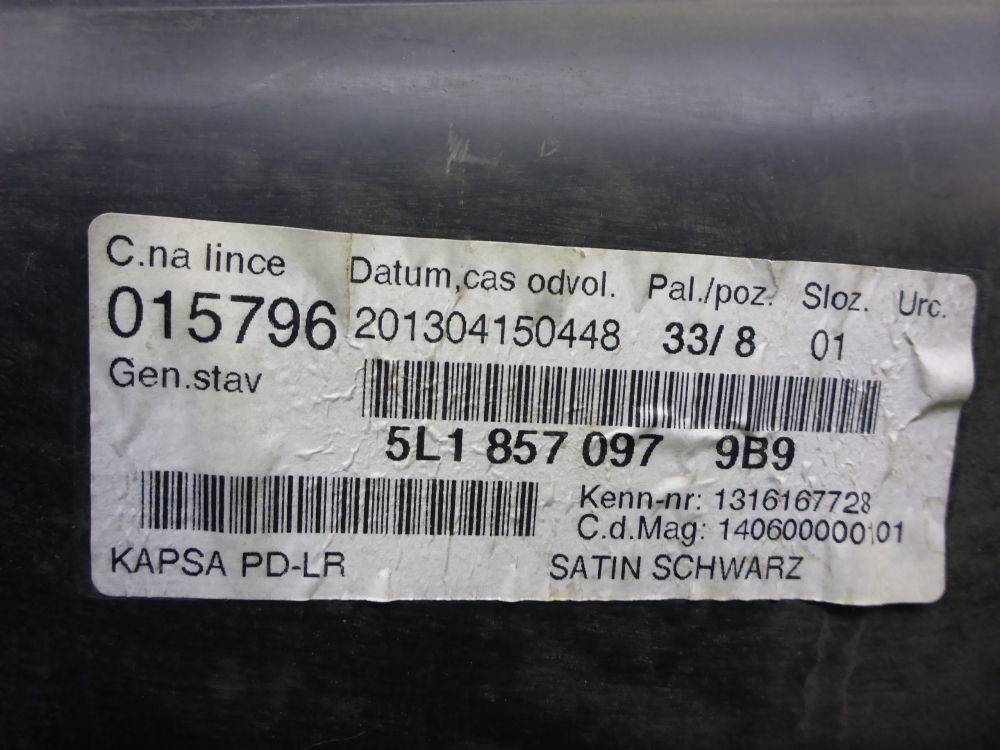 C.na lince Datum,cas odvol. Pal./poz. Sloz. Urc.
015796 201304150448 33/ 8 01
Gen.stav
5L1 857 097 9B9
Kenn-nr: 1316167728
C.d.Mag: 14060000001
KAPSA PD-LR SATIN SCHWARZ